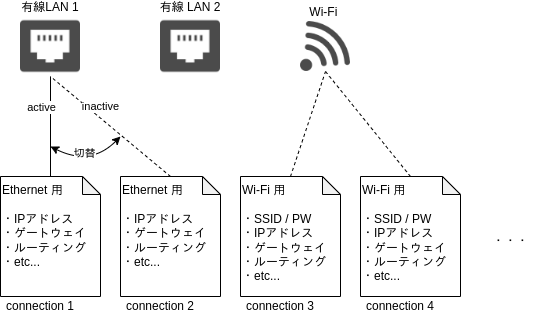 有線LAN 1
有線 LAN 2
Wi-Fi
active
inactive
切替
Ethernet 用
・IPアドレス
・ゲートウェイ
・ルーティング
・etc...
connection 1
Ethernet 用
・IPアドレス
・ゲートウェイ
・ルーティング
・etc...
connection 2
Wi-Fi 用
・SSID / PW
・IPアドレス
・ゲートウェイ
・ルーティング
・etc...
connection 3
Wi-Fi 用
・SSID / PW
・IPアドレス
・ゲートウェイ
・ルーティング
・etc...
connection 4
・・・